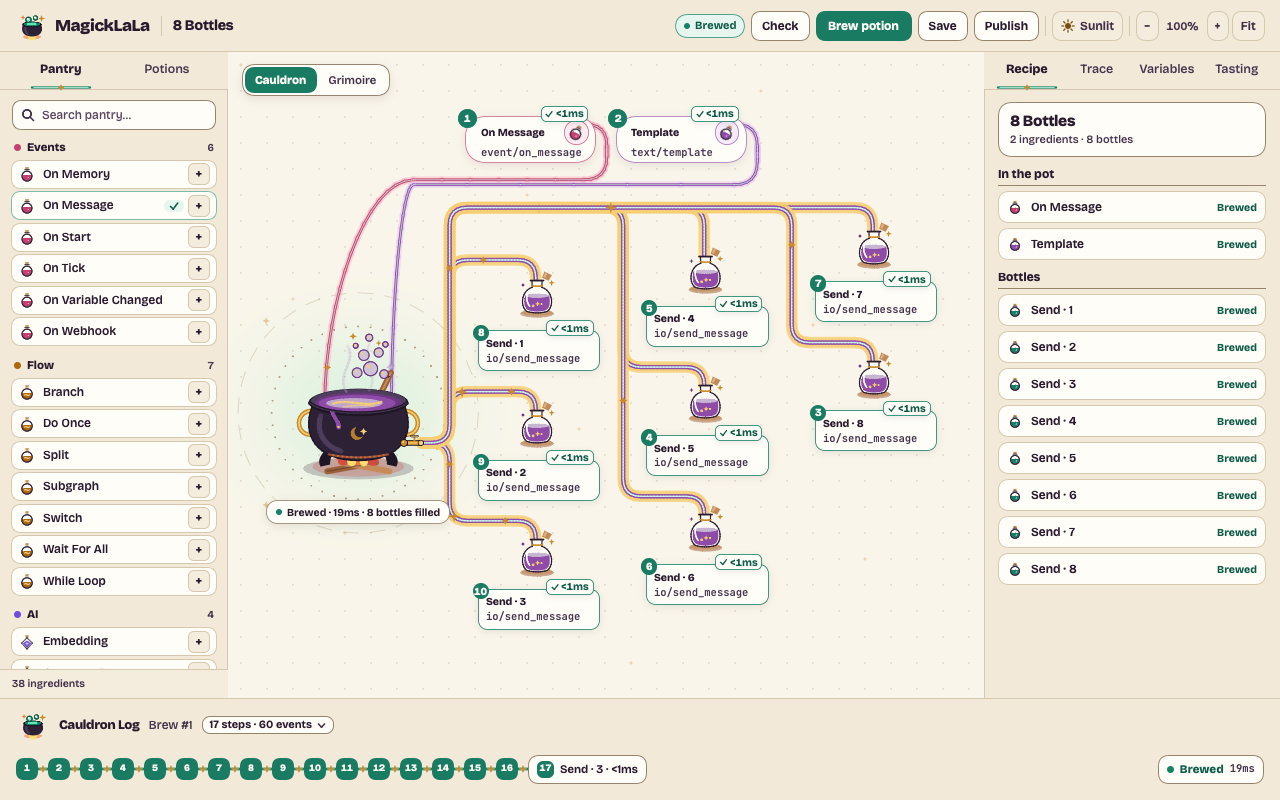 MagickLaLa
8 Bottles
Brewed
Check
Brew potion
Save
Publish
Sunlit
−
100%
+
Fit
Pantry
Potions
Search pantry...
Events 6
On Memory +
On Message +
On Start +
On Tick +
On Variable Changed +
On Webhook +
Flow 7
Branch +
Do Once +
Split +
Subgraph +
Switch +
Wait For All +
While Loop +
AI 4
Embedding +
38 ingredients
Cauldron
Grimoire
1
<1ms
On Message
event/on_message
2
<1ms
Template
text/template
7
<1ms
Send · 7
io/send_message
5
<1ms
Send · 4
io/send_message
8
<1ms
Send · 1
io/send_message
3
<1ms
Send · 8
io/send_message
4
<1ms
Send · 5
io/send_message
9
<1ms
Send · 2
io/send_message
Brewed · 19ms · 8 bottles filled
6
<1ms
Send · 6
io/send_message
10
<1ms
Send · 3
io/send_message
Recipe
Trace
Variables
Tasting
8 Bottles
2 ingredients · 8 bottles
In the pot
On Message Brewed
Template Brewed
Bottles
Send · 1 Brewed
Send · 2 Brewed
Send · 3 Brewed
Send · 4 Brewed
Send · 5 Brewed
Send · 6 Brewed
Send · 7 Brewed
Send · 8 Brewed
Cauldron Log
Brew #1
17 steps · 60 events
1 2 3 4 5 6 7 8 9 10 11 12 13 14 15 16 17 Send · 3 · <1ms
Brewed 19ms